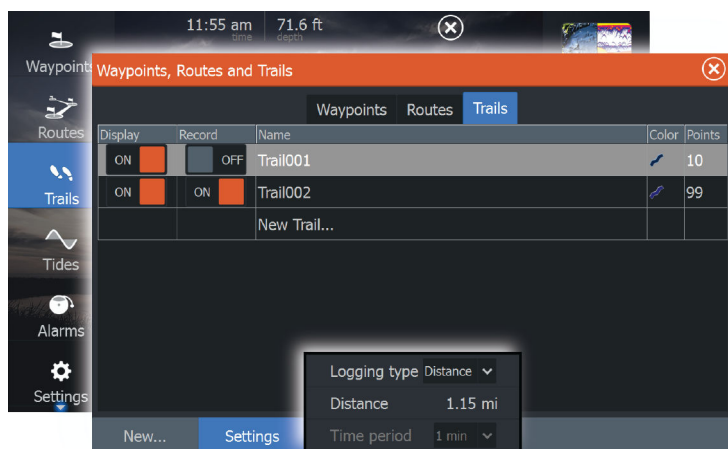 11:55 am 71.6 ft
time depth
Waypoints
Waypoints, Routes and Trails
Routes
Waypoints Routes Trails
Display Record Name Color Points
ON OFF Trail001 10
Trails
ON ON Trail002 99
New Trail...
Tides
Alarms
Logging type Distance
Settings
Distance 1.15 mi
New... Settings Time period 1 min